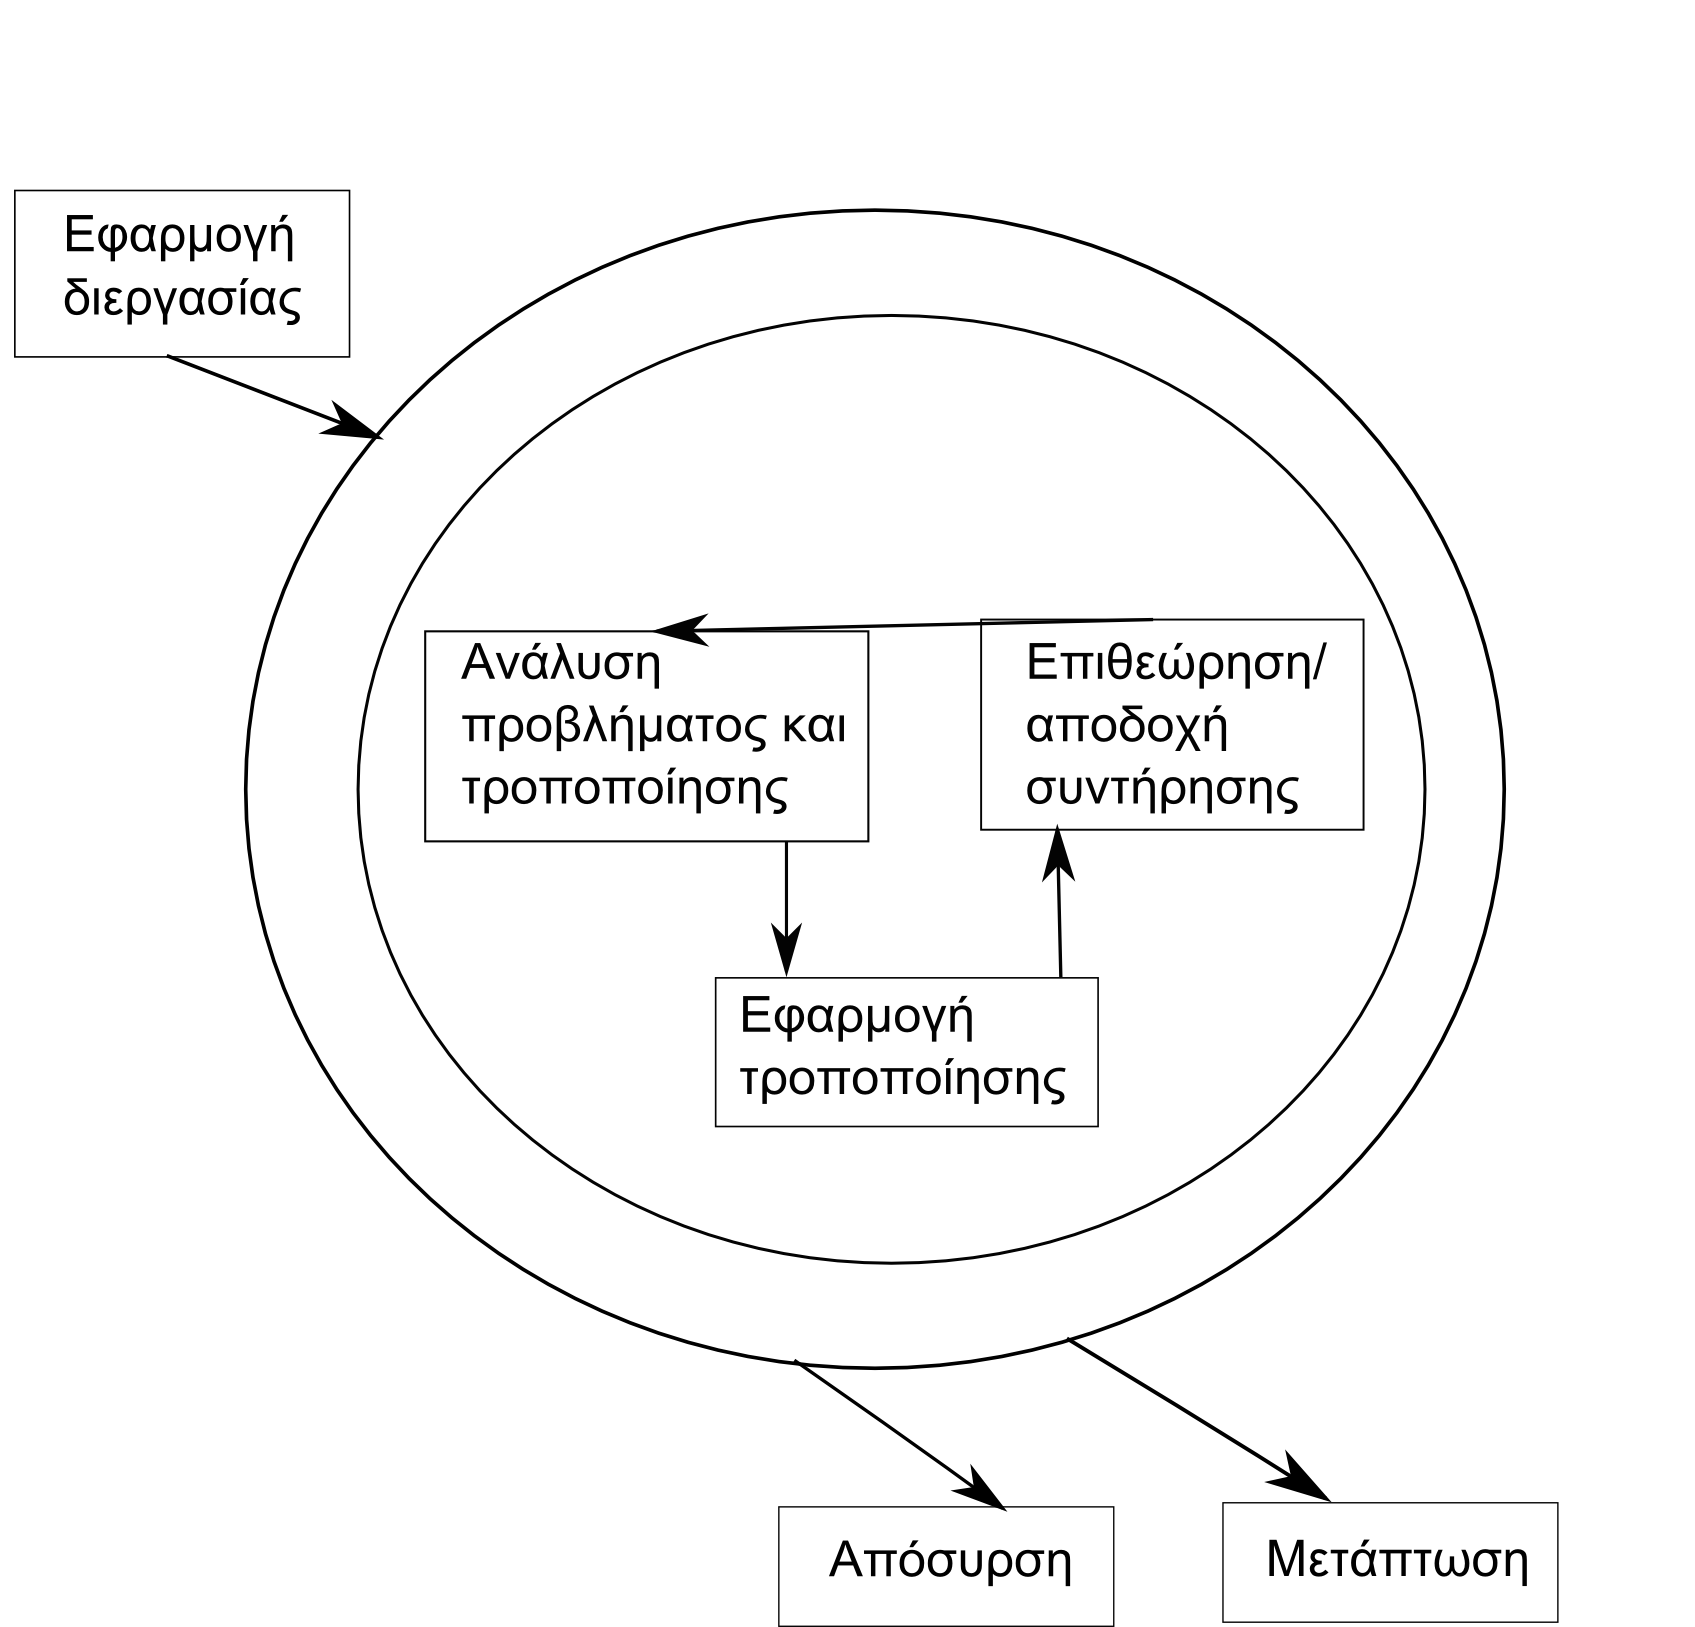 Εφαρμογή
διεργασίας
Ανάλυση
προβλήματος και
τροποποίησης
Επιθεώρηση/
αποδοχή
συντήρησης
Εφαρμογή
τροποποίησης
Απόσυρση
Μετάπτωση